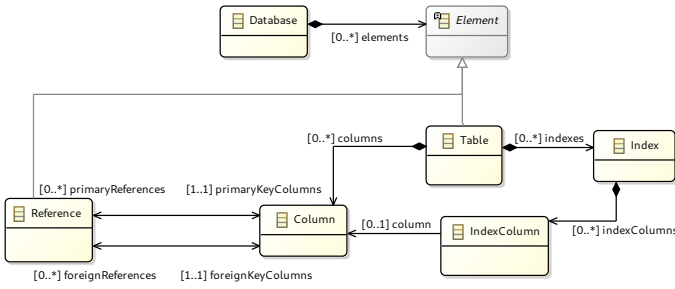 Database
Element
[0..*] elements
[0..*] columns
Table
[0..*] indexes
Index
[0..*] primaryReferences
[1..1] primaryKeyColumns
Reference
Column
[0..1] column
IndexColumn
[0..*] indexColumns
[0..*] foreignReferences
[1..1] foreignKeyColumns